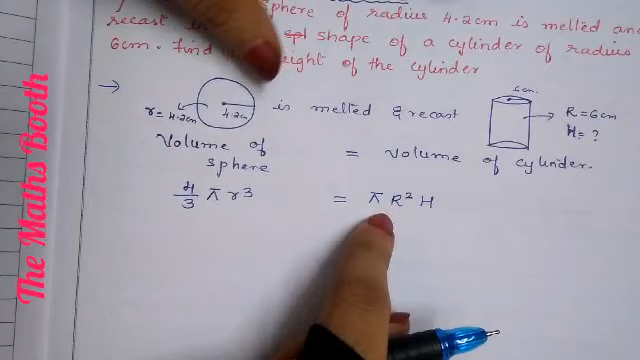 sphere of radius 4.2cm is melted and
recast shape of a cylinder of radius
6cm. find height of the cylinder
→ r=4.2cm 4.2cm is melted & recast 6cm. R=6cm
H=?
Volume of sphere = Volume of cylinder.
4/3 π r³ = π R² H
The Maths Booth